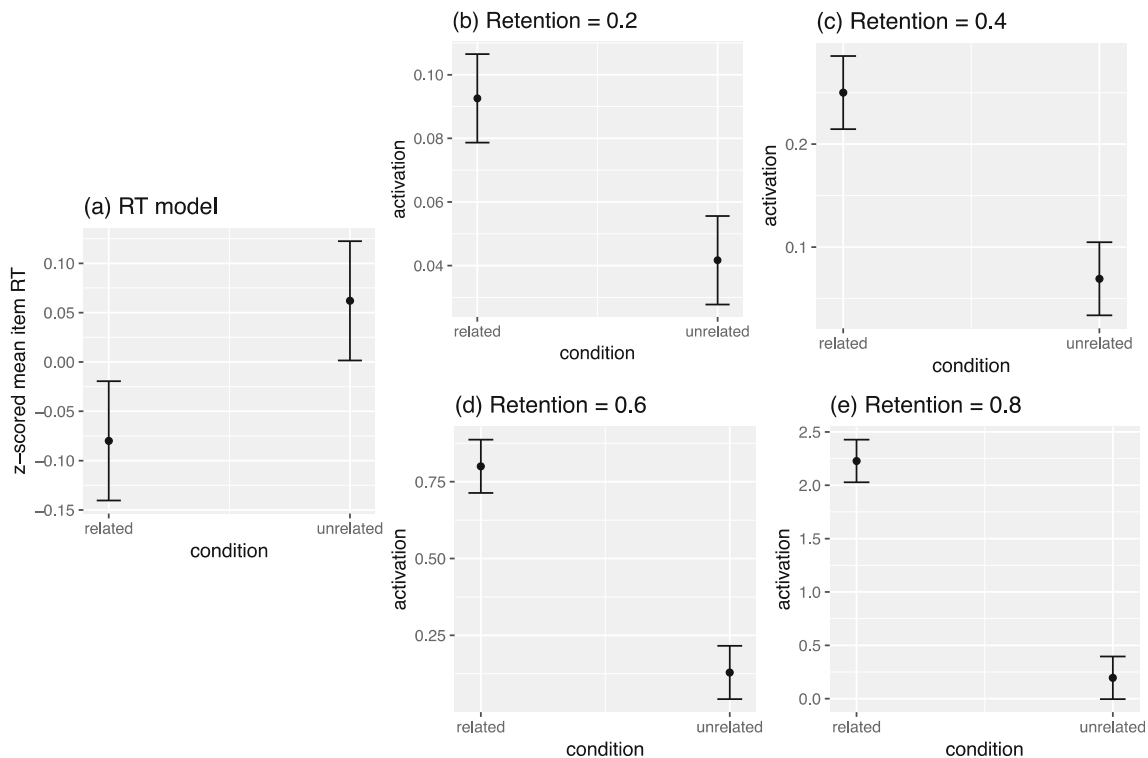 (a) RT model
z−scored mean item RT
0.10
0.05
0.00
−0.05
−0.10
−0.15
related
unrelated
condition
(b) Retention = 0.2
activation
0.10
0.08
0.06
0.04
related
unrelated
condition
(c) Retention = 0.4
activation
0.2
0.1
related
unrelated
condition
(d) Retention = 0.6
activation
0.75
0.50
0.25
related
unrelated
condition
(e) Retention = 0.8
activation
2.5
2.0
1.5
1.0
0.5
0.0
related
unrelated
condition